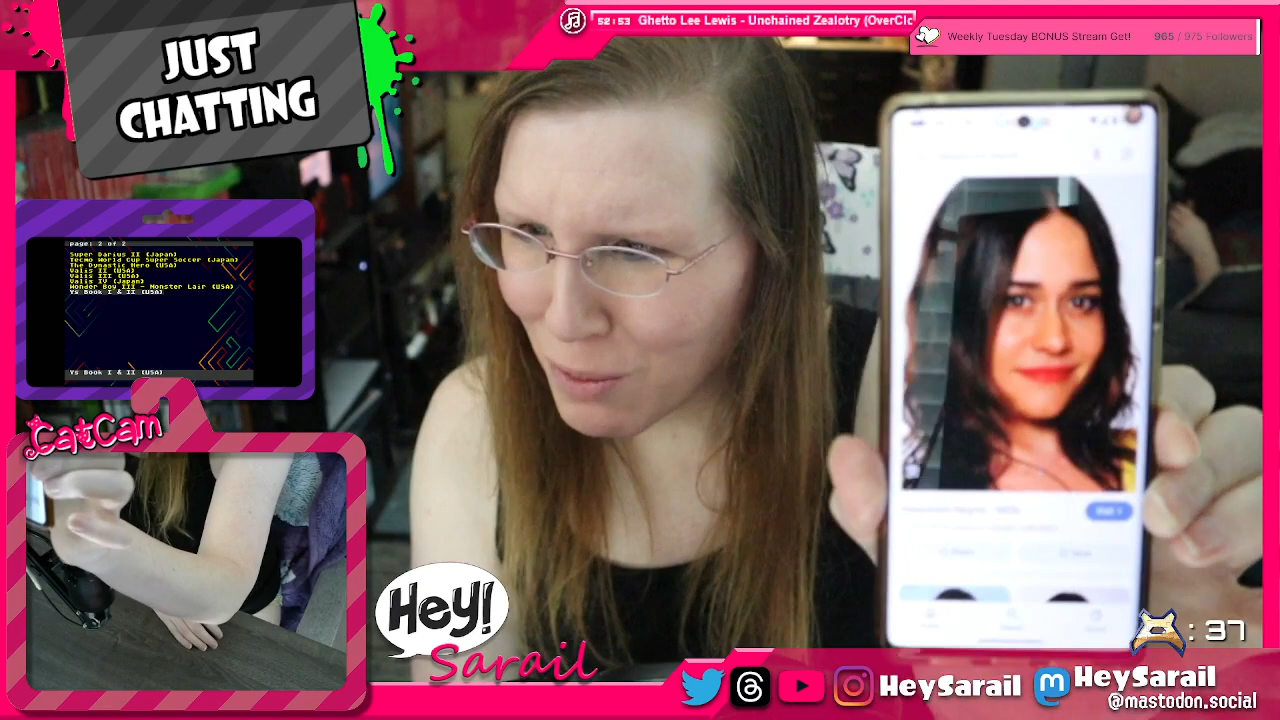 JUST
CHATTING
52:53 Ghetto Lee Lewis - Unchained Zealotry (OverClo
Weekly Tuesday BONUS Stream Get! 965 / 975 Followers
page: 2 of 2
Super Darius II (Japan)
Tecmo World Cup Super Soccer (Japan)
The Dynastic Hero (USA)
Valis II (USA)
Valis III (USA)
Valis IV (Japan)
Wonder Boy III - Monster Lair (USA)
Ys Book I & II (USA)
Ys Book I & II (USA)
CatCam
Hey!
Sarail
: 37
HeySarail
HeySarail
@mastodon.social